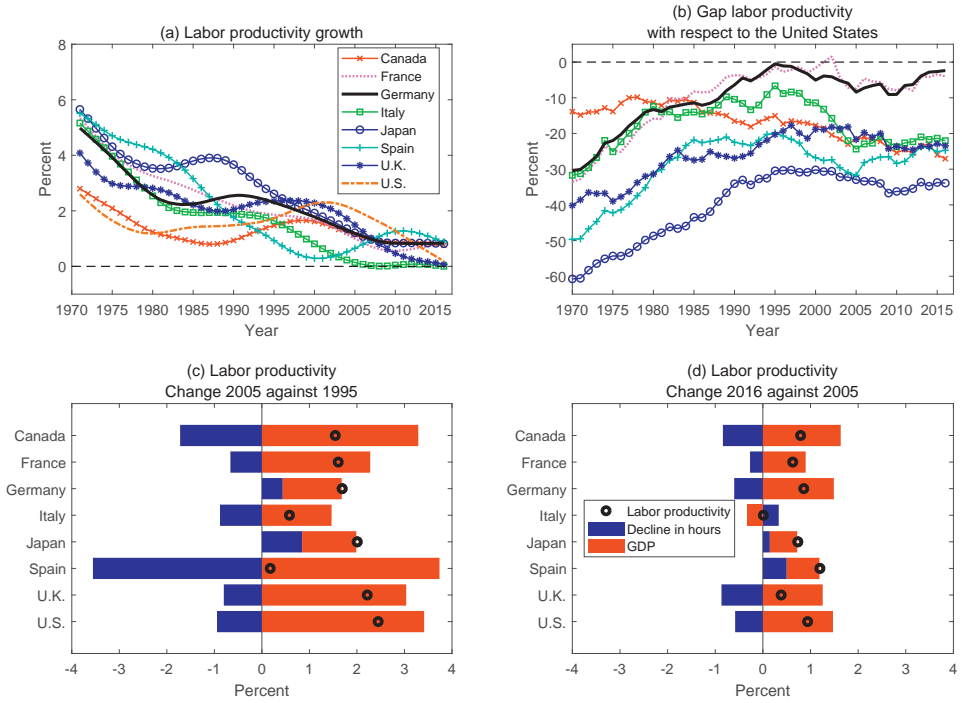 (a) Labor productivity growth
8
6
4
2
0
Percent
1970 1975 1980 1985 1990 1995 2000 2005 2010 2015
Year
Canada
France
Germany
Italy
Japan
Spain
U.K.
U.S.
(b) Gap labor productivity
with respect to the United States
0
-10
-20
-30
-40
-50
-60
Percent
1970 1975 1980 1985 1990 1995 2000 2005 2010 2015
Year
(c) Labor productivity
Change 2005 against 1995
Canada
France
Germany
Italy
Japan
Spain
U.K.
U.S.
-4 -3 -2 -1 0 1 2 3 4
Percent
(d) Labor productivity
Change 2016 against 2005
Canada
France
Germany
Italy
Japan
Spain
U.K.
U.S.
Labor productivity
Decline in hours
GDP
-4 -3 -2 -1 0 1 2 3 4
Percent